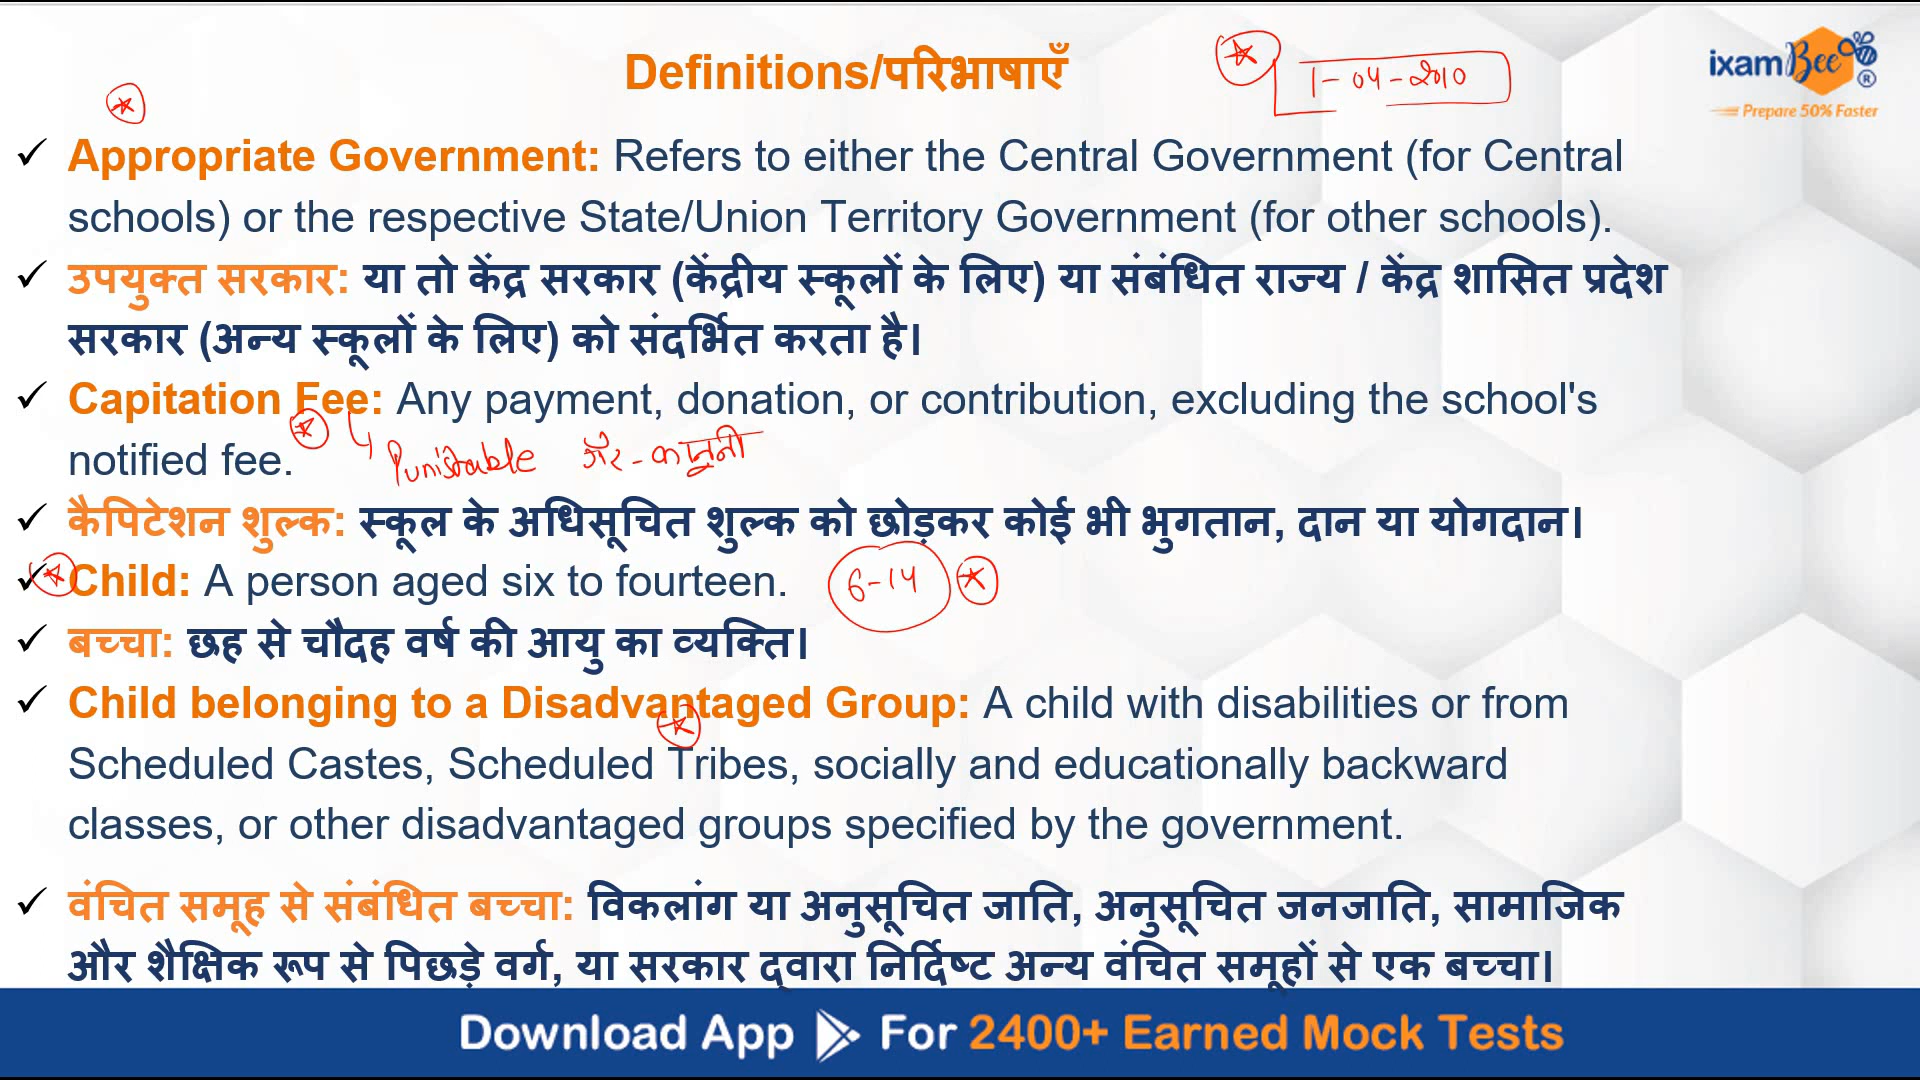 Definitions/परिभाषाएँ
1-04-2010
ixamBee
Prepare 50% Faster
Appropriate Government: Refers to either the Central Government (for Central
schools) or the respective State/Union Territory Government (for other schools).
उपयुक्त सरकार: या तो केंद्र सरकार (केंद्रीय स्कूलों के लिए) या संबंधित राज्य / केंद्र शासित प्रदेश
सरकार (अन्य स्कूलों के लिए) को संदर्भित करता है।
Capitation Fee: Any payment, donation, or contribution, excluding the school's
notified fee.
Punishable गैर-कानूनी
कैपिटेशन शुल्क: स्कूल के अधिसूचित शुल्क को छोड़कर कोई भी भुगतान, दान या योगदान।
Child: A person aged six to fourteen.
6-14
बच्चा: छह से चौदह वर्ष की आयु का व्यक्ति।
Child belonging to a Disadvantaged Group: A child with disabilities or from
Scheduled Castes, Scheduled Tribes, socially and educationally backward
classes, or other disadvantaged groups specified by the government.
वंचित समूह से संबंधित बच्चा: विकलांग या अनुसूचित जाति, अनुसूचित जनजाति, सामाजिक
और शैक्षिक रूप से पिछड़े वर्ग, या सरकार द्वारा निर्दिष्ट अन्य वंचित समूहों से एक बच्चा।
Download App For 2400+ Earned Mock Tests